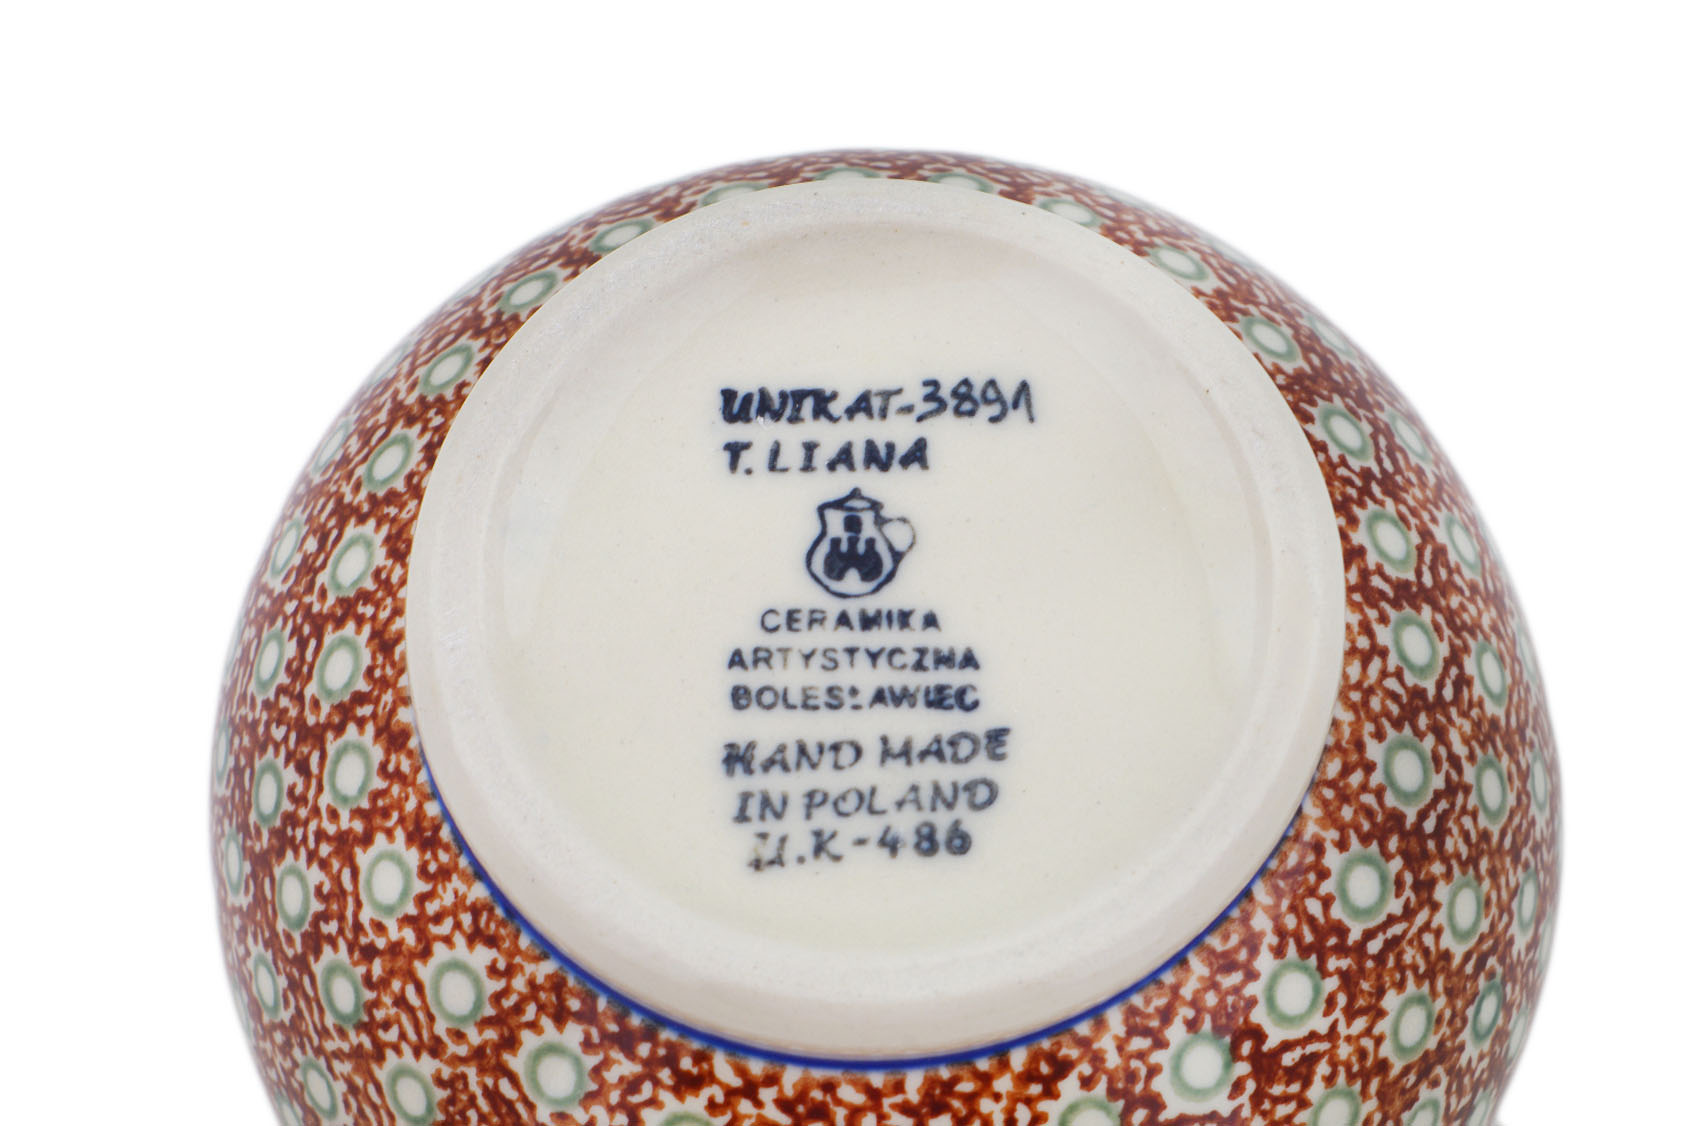 UNIKAT-3891
T. LIANA
CERAMIKA
ARTYSTYCZNA
BOLESŁAWIEC
HAND MADE
IN POLAND
U.K-486